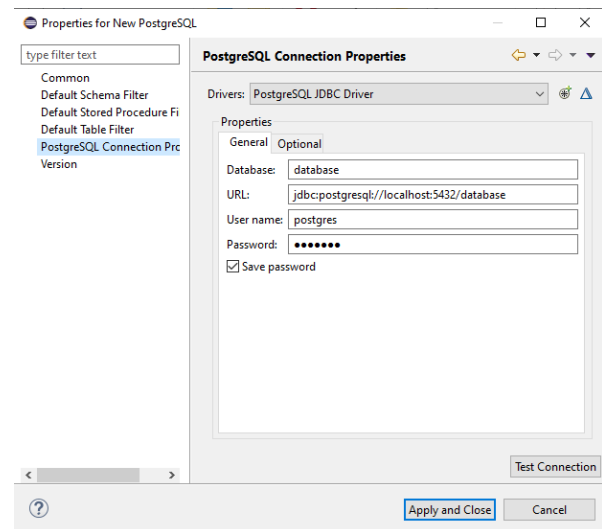 Properties for New PostgreSQL
type filter text
Common
Default Schema Filter
Default Stored Procedure Fi
Default Table Filter
PostgreSQL Connection Pro
Version
PostgreSQL Connection Properties
Drivers: PostgreSQL JDBC Driver
Properties
General Optional
Database: database
URL: jdbc:postgresql://localhost:5432/database
User name: postgres
Password: ●●●●●●●
Save password
Test Connection
Apply and Close Cancel